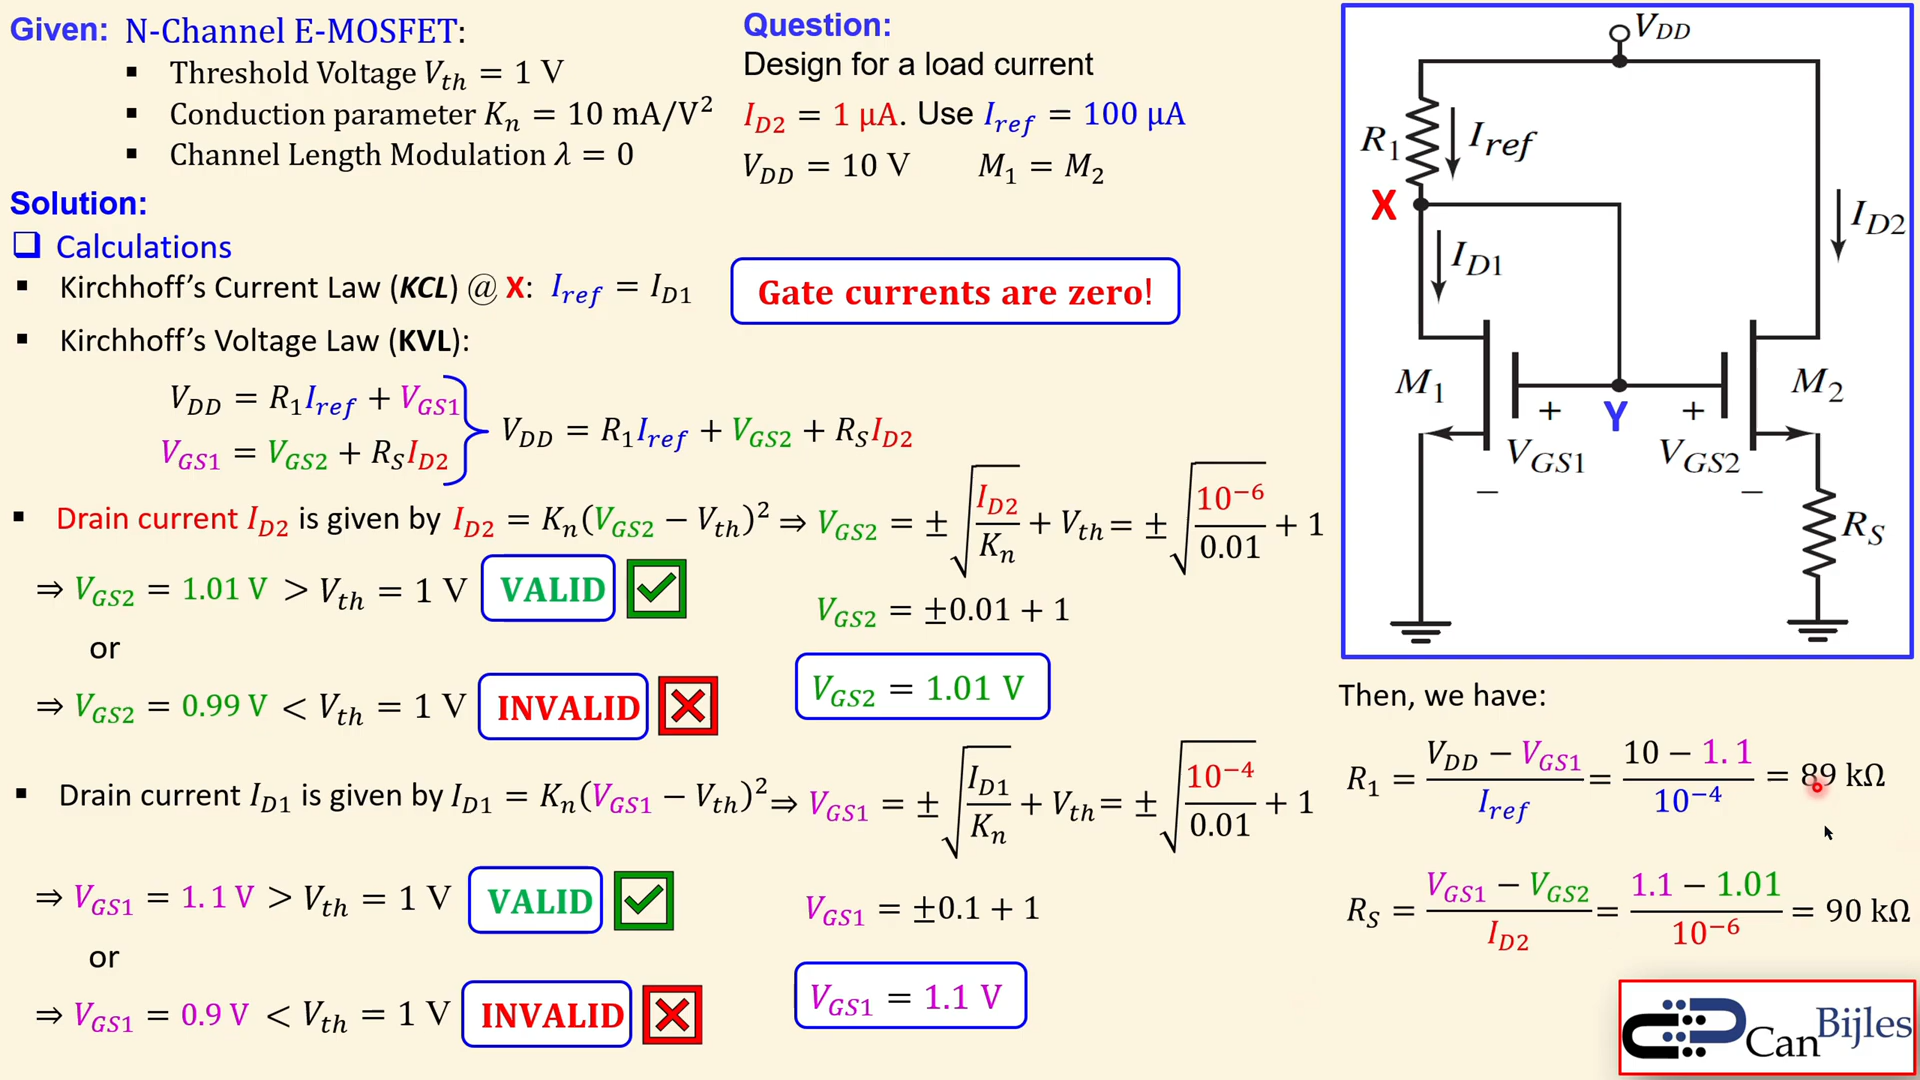 Given: N-Channel E-MOSFET:
▪ Threshold Voltage V_th = 1 V
▪ Conduction parameter K_n = 10 mA/V²
▪ Channel Length Modulation λ = 0
Question:
Design for a load current
I_D2 = 1 μA. Use I_ref = 100 μA
V_DD = 10 V M_1 = M_2
Solution:
❑ Calculations
▪ Kirchhoff's Current Law (KCL) @ X: I_ref = I_D1
Gate currents are zero!
▪ Kirchhoff's Voltage Law (KVL):
V_DD = R_1 I_ref + V_GS1
V_GS1 = V_GS2 + R_S I_D2
V_DD = R_1 I_ref + V_GS2 + R_S I_D2
▪ Drain current I_D2 is given by I_D2 = K_n(V_GS2 − V_th)² ⇒ V_GS2 = ±√(I_D2/K_n) + V_th = ±√(10⁻⁶/0.01) + 1
⇒ V_GS2 = 1.01 V > V_th = 1 V VALID
V_GS2 = ±0.01 + 1
or
⇒ V_GS2 = 0.99 V < V_th = 1 V INVALID
V_GS2 = 1.01 V
▪ Drain current I_D1 is given by I_D1 = K_n(V_GS1 − V_th)² ⇒ V_GS1 = ±√(I_D1/K_n) + V_th = ±√(10⁻⁴/0.01) + 1
⇒ V_GS1 = 1.1 V > V_th = 1 V VALID
V_GS1 = ±0.1 + 1
or
⇒ V_GS1 = 0.9 V < V_th = 1 V INVALID
V_GS1 = 1.1 V
V_DD
R_1
I_ref
X
I_D2
I_D1
M_1
M_2
+
Y
+
V_GS1
V_GS2
−
−
R_S
Then, we have:
R_1 = (V_DD − V_GS1)/I_ref = (10 − 1.1)/10⁻⁴ = 89 kΩ
R_S = (V_GS1 − V_GS2)/I_D2 = (1.1 − 1.01)/10⁻⁶ = 90 kΩ
Can Bijles